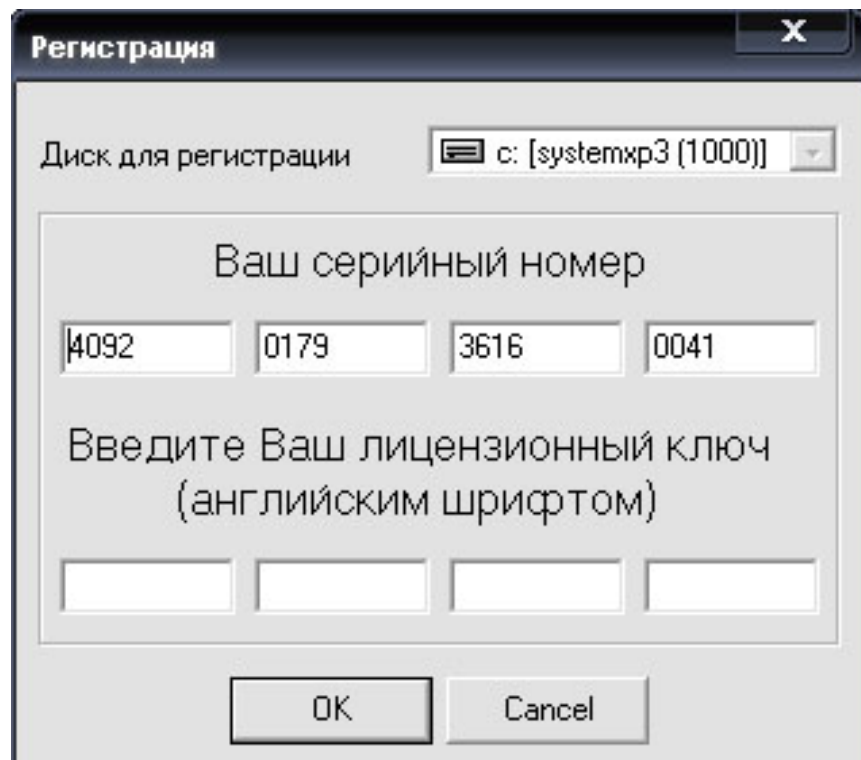 Регистрация
X
Диск для регистрации c: [systemxp3 (1000)]
Ваш серийный номер
4092 0179 3616 0041
Введите Ваш лицензионный ключ
(английским шрифтом)
OK Cancel